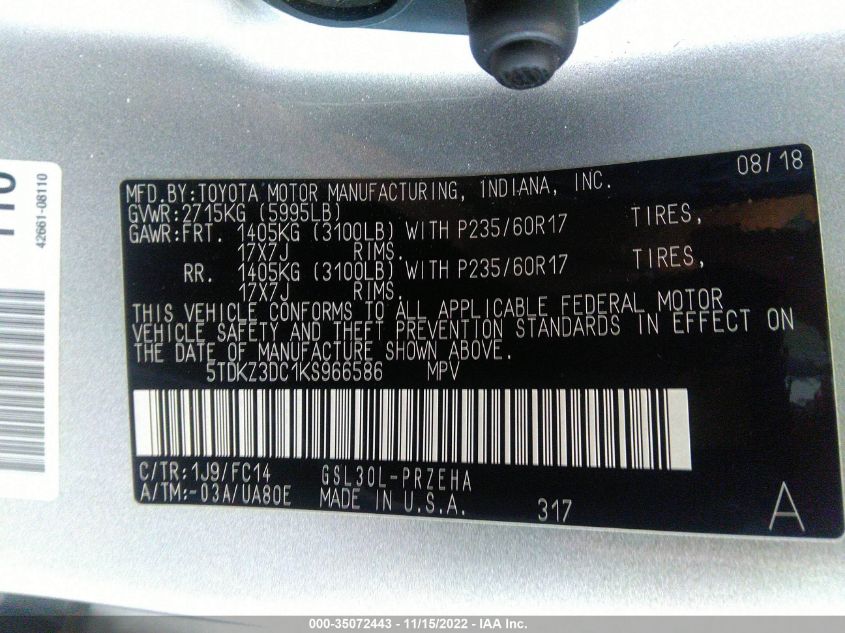 08/18
MFD.BY:TOYOTA MOTOR MANUFACTURING, INDIANA, INC.
GVWR:2715KG (5995LB)
GAWR:FRT. 1405KG (3100LB) WITH P235/60R17 TIRES,
17X7J RIMS.
RR. 1405KG (3100LB) WITH P235/60R17 TIRES,
17X7J RIMS.
THIS VEHICLE CONFORMS TO ALL APPLICABLE FEDERAL MOTOR
VEHICLE SAFETY AND THEFT PREVENTION STANDARDS IN EFFECT ON
THE DATE OF MANUFACTURE SHOWN ABOVE.
5TDKZ3DC1KS966586 MPV
C/TR:1J9/FC14 GSL30L-PRZEHA
A/TM:-03A/UA80E MADE IN U.S.A. 317 A
42661-08110
000-35072443 - 11/15/2022 - IAA Inc.